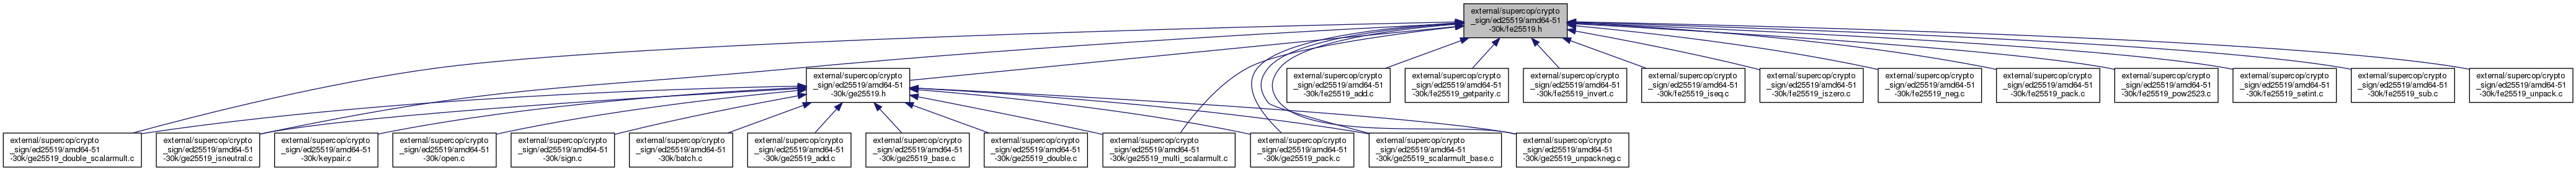 external/supercop/crypto
_sign/ed25519/amd64-51
-30k/fe25519.h
external/supercop/crypto
_sign/ed25519/amd64-51
-30k/ge25519.h
external/supercop/crypto
_sign/ed25519/amd64-51
-30k/fe25519_add.c
external/supercop/crypto
_sign/ed25519/amd64-51
-30k/fe25519_getparity.c
external/supercop/crypto
_sign/ed25519/amd64-51
-30k/fe25519_invert.c
external/supercop/crypto
_sign/ed25519/amd64-51
-30k/fe25519_iseq.c
external/supercop/crypto
_sign/ed25519/amd64-51
-30k/fe25519_iszero.c
external/supercop/crypto
_sign/ed25519/amd64-51
-30k/fe25519_neg.c
external/supercop/crypto
_sign/ed25519/amd64-51
-30k/fe25519_pack.c
external/supercop/crypto
_sign/ed25519/amd64-51
-30k/fe25519_pow2523.c
external/supercop/crypto
_sign/ed25519/amd64-51
-30k/fe25519_setint.c
external/supercop/crypto
_sign/ed25519/amd64-51
-30k/fe25519_sub.c
external/supercop/crypto
_sign/ed25519/amd64-51
-30k/fe25519_unpack.c
external/supercop/crypto
_sign/ed25519/amd64-51
-30k/ge25519_double_scalarmult.c
external/supercop/crypto
_sign/ed25519/amd64-51
-30k/ge25519_isneutral.c
external/supercop/crypto
_sign/ed25519/amd64-51
-30k/keypair.c
external/supercop/crypto
_sign/ed25519/amd64-51
-30k/open.c
external/supercop/crypto
_sign/ed25519/amd64-51
-30k/sign.c
external/supercop/crypto
_sign/ed25519/amd64-51
-30k/batch.c
external/supercop/crypto
_sign/ed25519/amd64-51
-30k/ge25519_add.c
external/supercop/crypto
_sign/ed25519/amd64-51
-30k/ge25519_base.c
external/supercop/crypto
_sign/ed25519/amd64-51
-30k/ge25519_double.c
external/supercop/crypto
_sign/ed25519/amd64-51
-30k/ge25519_multi_scalarmult.c
external/supercop/crypto
_sign/ed25519/amd64-51
-30k/ge25519_pack.c
external/supercop/crypto
_sign/ed25519/amd64-51
-30k/ge25519_scalarmult_base.c
external/supercop/crypto
_sign/ed25519/amd64-51
-30k/ge25519_unpackneg.c